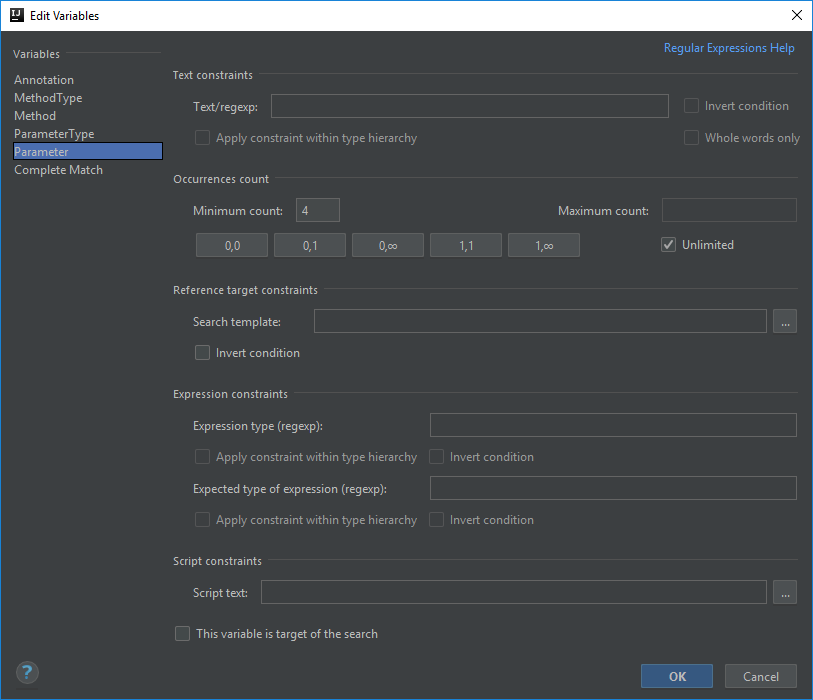 IJ Edit Variables
Variables
Regular Expressions Help
Annotation
MethodType
Method
ParameterType
Parameter
Complete Match
Text constraints
Text/regexp:
Invert condition
Apply constraint within type hierarchy
Whole words only
Occurrences count
Minimum count: 4
Maximum count:
0,0 0,1 0,∞ 1,1 1,∞
Unlimited
Reference target constraints
Search template:
...
Invert condition
Expression constraints
Expression type (regexp):
Apply constraint within type hierarchy
Invert condition
Expected type of expression (regexp):
Apply constraint within type hierarchy
Invert condition
Script constraints
Script text:
...
This variable is target of the search
?
OK
Cancel